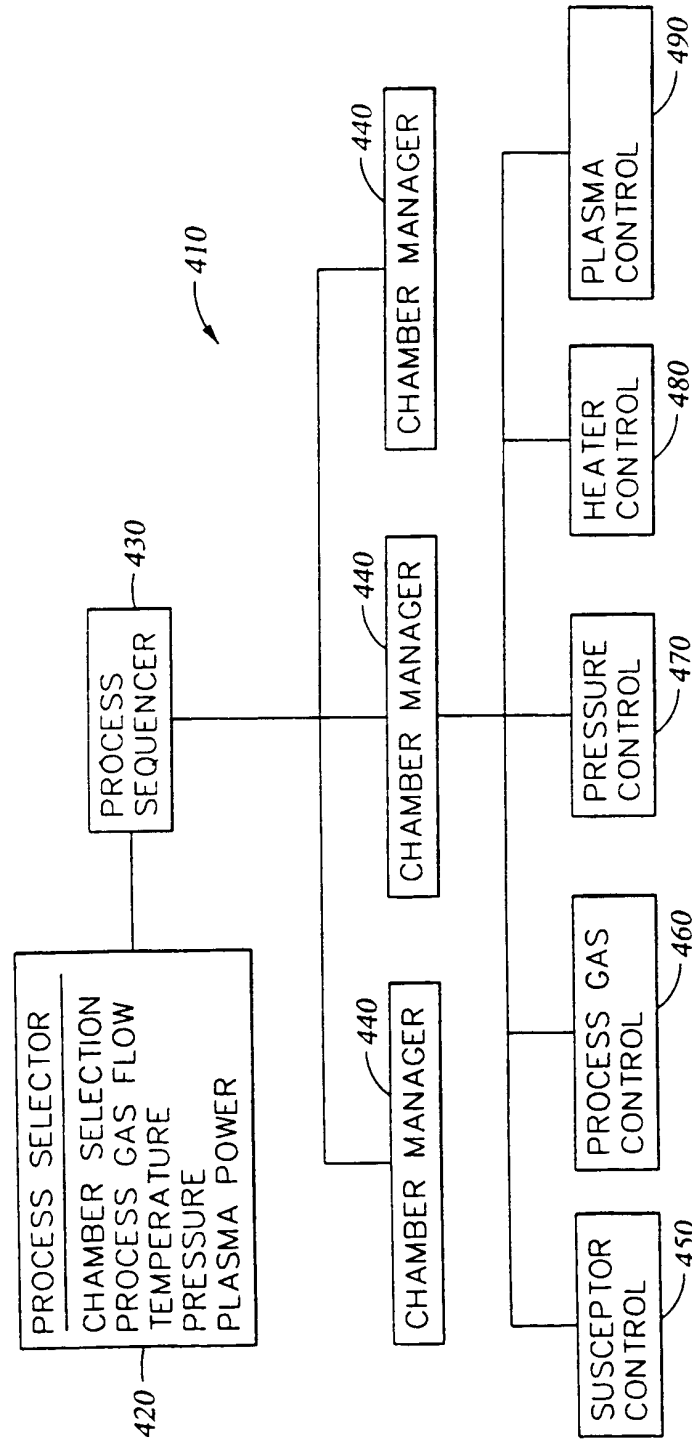 410
PROCESS SELECTOR
CHAMBER SELECTION
PROCESS GAS FLOW
TEMPERATURE
PRESSURE
PLASMA POWER
420
PROCESS
SEQUENCER
430
CHAMBER MANAGER
440
CHAMBER MANAGER
440
CHAMBER MANAGER
440
SUSCEPTOR
CONTROL
450
PROCESS GAS
CONTROL
460
PRESSURE
CONTROL
470
HEATER
CONTROL
480
PLASMA
CONTROL
490